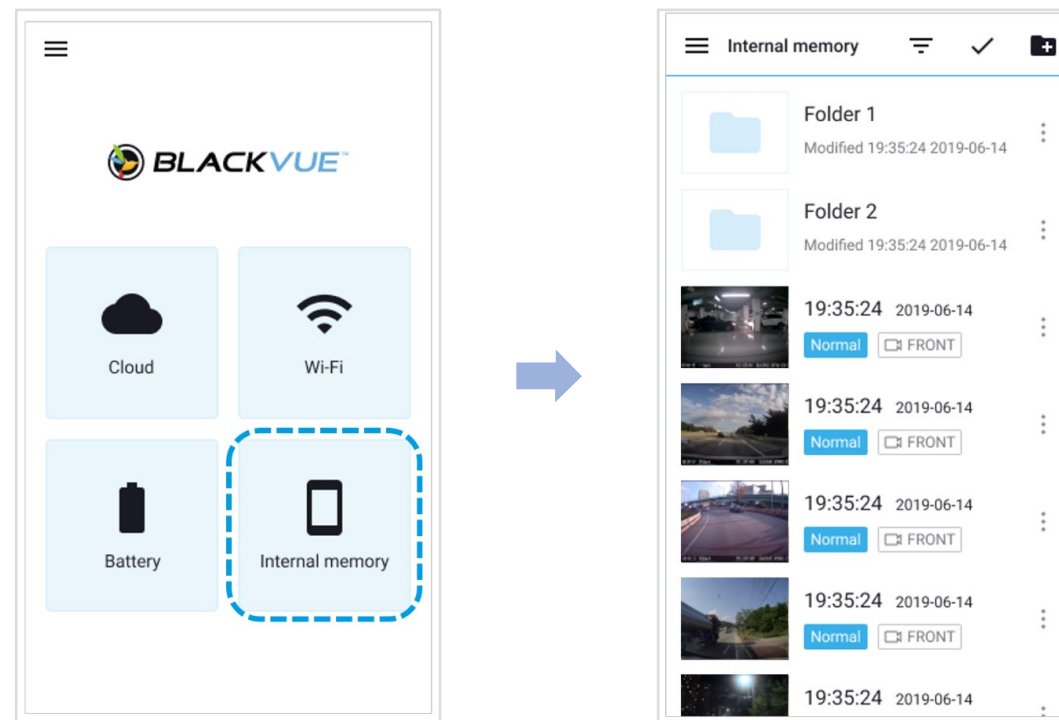 BLACKVUE™
Cloud
Wi-Fi
Battery
Internal memory
Internal memory
Folder 1
Modified 19:35:24 2019-06-14
Folder 2
Modified 19:35:24 2019-06-14
19:35:24 2019-06-14
Normal FRONT
19:35:24 2019-06-14
Normal FRONT
19:35:24 2019-06-14
Normal FRONT
19:35:24 2019-06-14
Normal FRONT
19:35:24 2019-06-14